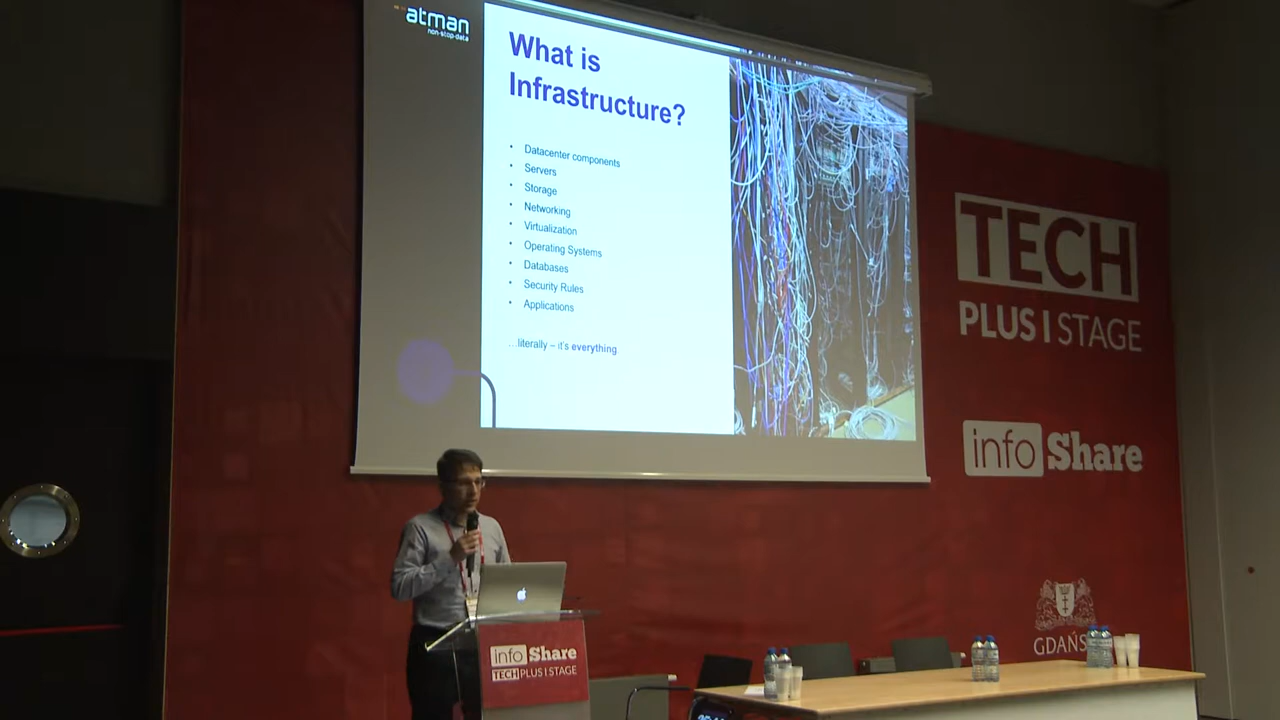 atman
non-stop-data
What is
Infrastructure?
• Datacenter components
• Servers
• Storage
• Networking
• Virtualization
• Operating Systems
• Databases
• Security Rules
• Applications
...literally – it's everything
TECH
PLUS I STAGE
info Share
GDAŃS
info Share
TECH PLUS I STAGE